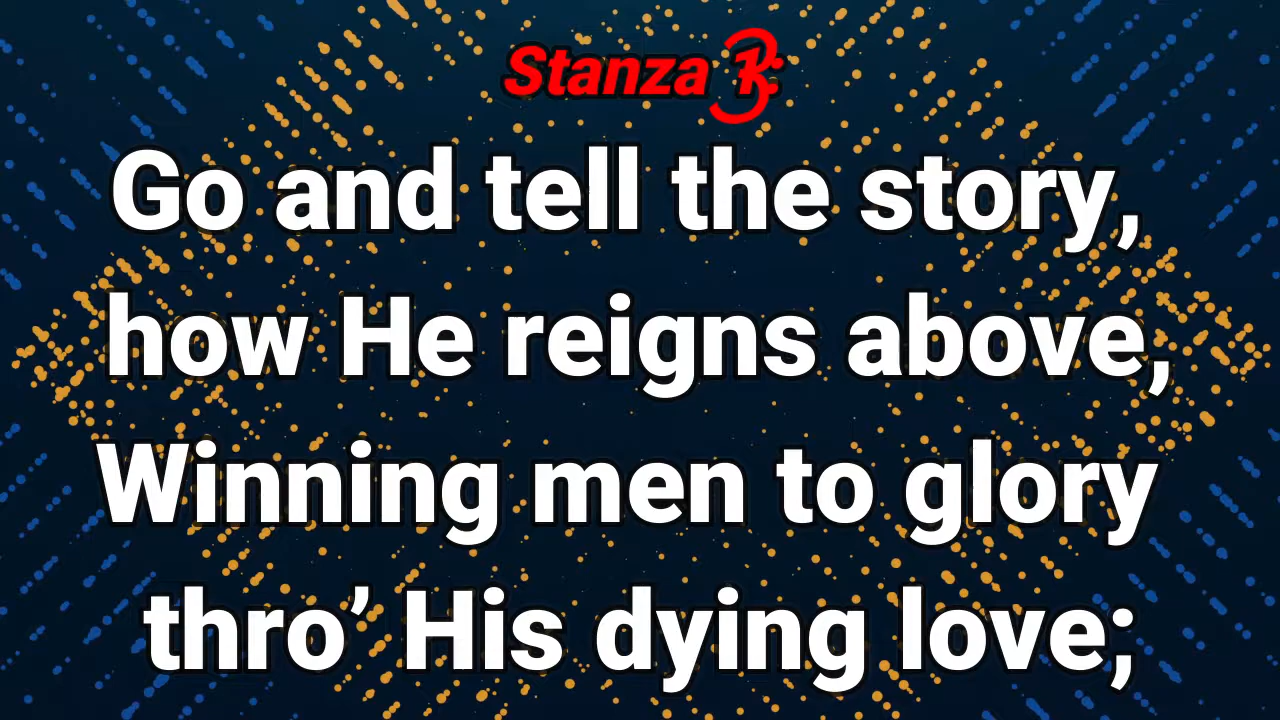 Stanza
Go and tell the story,
how He reigns above,
Winning men to glory
thro’ His dying love;